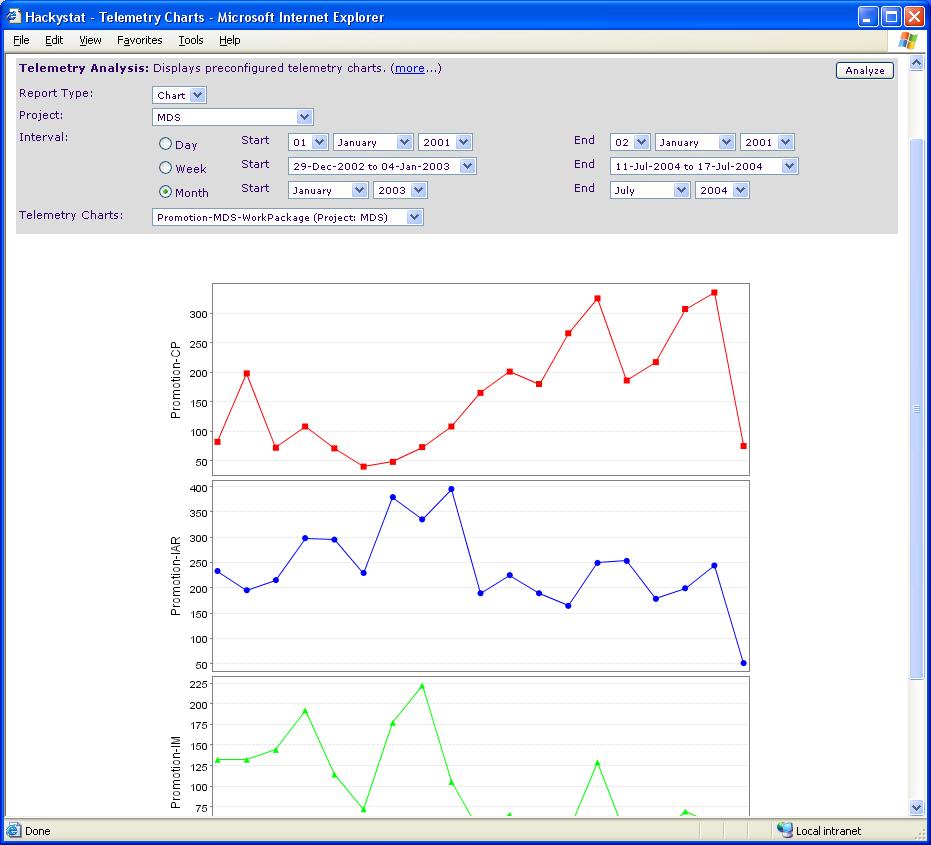 Hackystat - Telemetry Charts - Microsoft Internet Explorer
File Edit View Favorites Tools Help
Telemetry Analysis: Displays preconfigured telemetry charts. (more...)
Analyze
Report Type: Chart
Project: MDS
Interval:
Day Start 01 January 2001 End 02 January 2001
Week Start 29-Dec-2002 to 04-Jan-2003 End 11-Jul-2004 to 17-Jul-2004
Month Start January 2003 End July 2004
Telemetry Charts: Promotion-MDS-WorkPackage (Project: MDS)
Promotion-CP
300
250
200
150
100
50
Promotion-IAR
400
350
300
250
200
150
100
50
Promotion-IM
225
200
175
150
125
100
75
Done
Local intranet